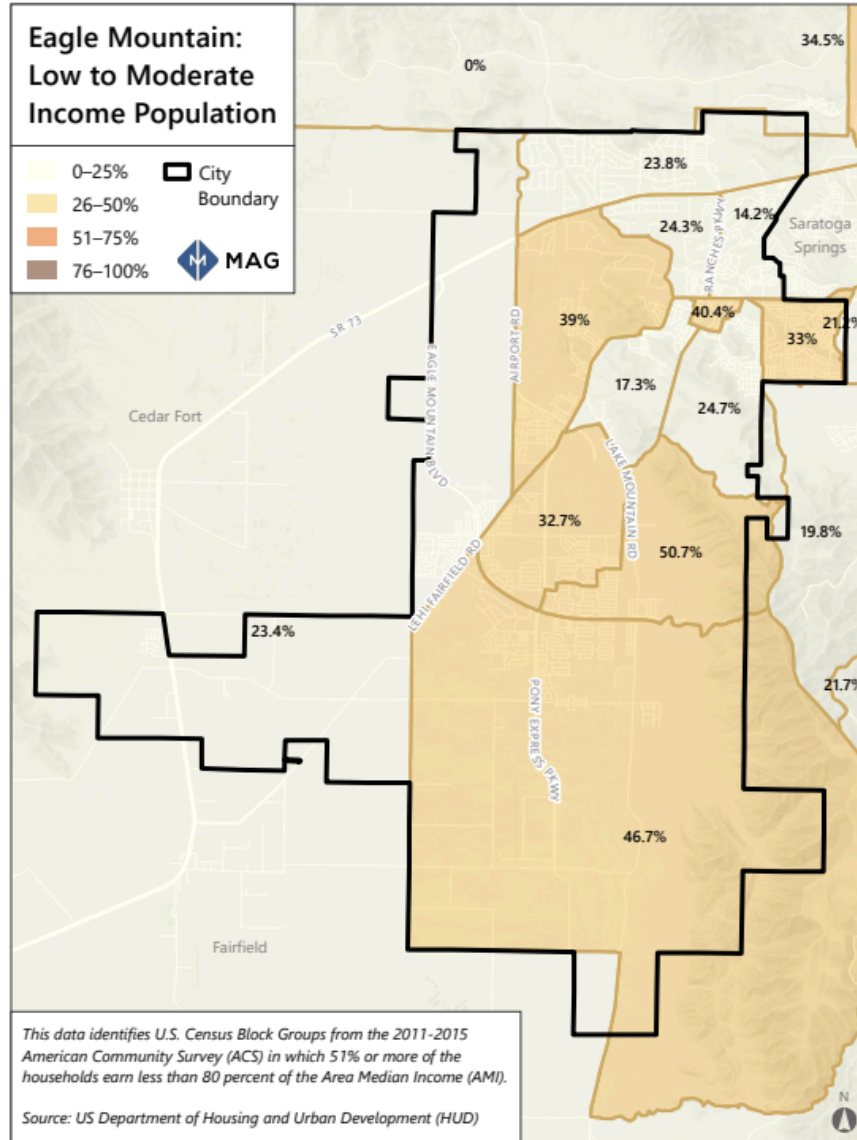 Eagle Mountain:
Low to Moderate
Income Population
0–25%
26–50%
51–75%
76–100%
City
Boundary
MAG
34.5%
0%
23.8%
24.3%
14.2%
RANCHES PKWY
Saratoga
Springs
SR 73
39%
40.4%
33%
21.2%
AIRPORT RD
EAGLE MOUNTAIN BLVD
17.3%
24.7%
Cedar Fort
LAKE MOUNTAIN RD
32.7%
50.7%
19.8%
LEHI FAIRFIELD RD
23.4%
21.7%
PONY EXPRESS PKWY
46.7%
Fairfield
This data identifies U.S. Census Block Groups from the 2011-2015
American Community Survey (ACS) in which 51% or more of the
households earn less than 80 percent of the Area Median Income (AMI).
Source: US Department of Housing and Urban Development (HUD)
N